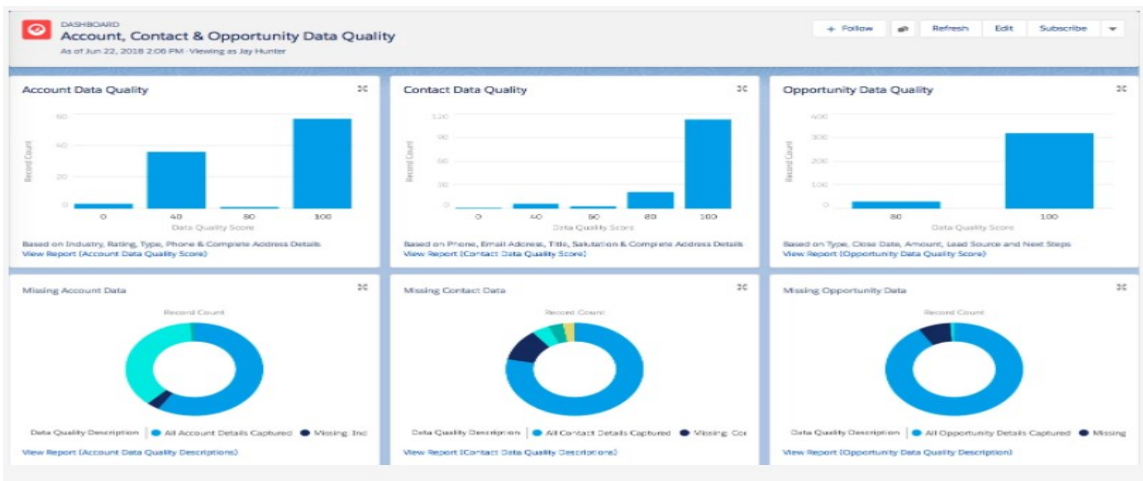 DASHBOARD
Account, Contact & Opportunity Data Quality
As of Jun 22, 2018 2:06 PM·Viewing as Jay Hunter
+ Follow
Refresh
Edit
Subscribe
Account Data Quality
60
40
20
0
Record Count
0 40 80 100
Data Quality Score
Based on Industry, Rating, Type, Phone & Complete Address Details
View Report (Account Data Quality Score)
Contact Data Quality
120
90
60
30
0
Record Count
0 40 60 80 100
Data Quality Score
Based on Phone, Email Address, Title, Salutation & Complete Address Details
View Report (Contact Data Quality Score)
Opportunity Data Quality
400
300
200
100
0
Record Count
80 100
Data Quality Score
Based on Type, Close Date, Amount, Lead Source and Next Steps
View Report (Opportunity Data Quality Score)
Missing Account Data
Record Count
Data Quality Description All Account Details Captured Missing: Ind
View Report (Account Data Quality Descriptions)
Missing Contact Data
Record Count
Data Quality Description All Contact Details Captured Missing: Cor
View Report (Contact Data Quality Descriptions)
Missing Opportunity Data
Record Count
Data Quality Description All Opportunity Details Captured Missing
View Report (Opportunity Data Quality Description)